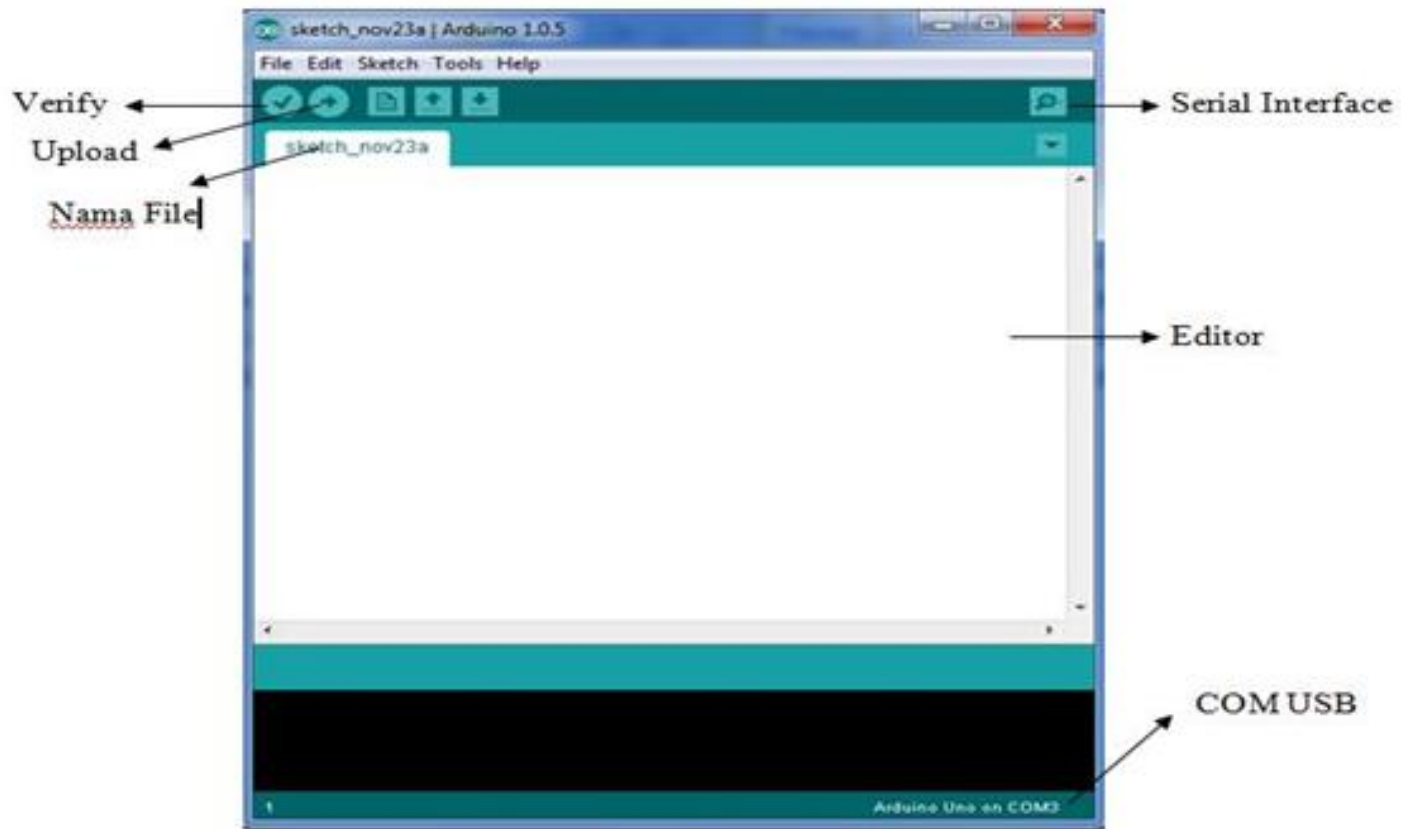 sketch_nov23a | Arduino 1.0.5
File Edit Sketch Tools Help
Verify
Serial Interface
Upload
sketch_nov23a
Nama File
Editor
COM USB
1
Arduino Uno on COM3